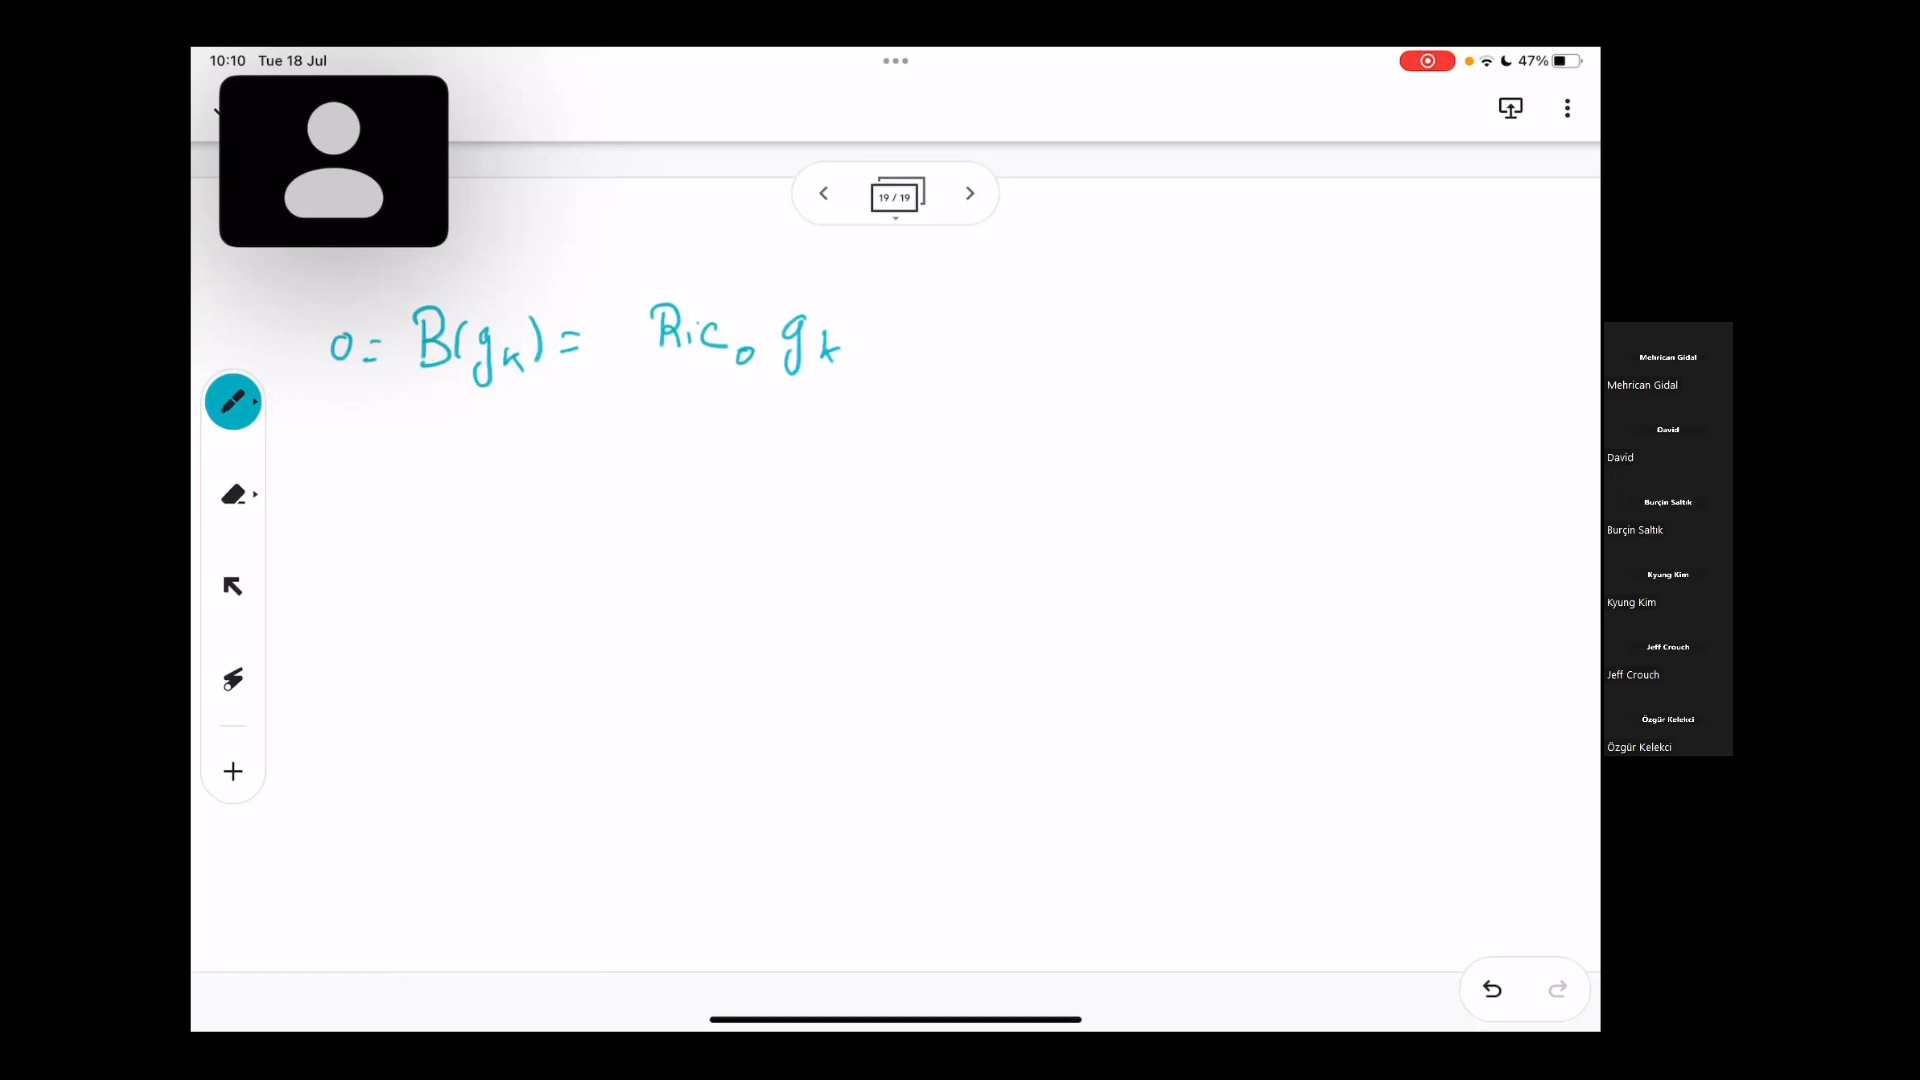 10:10 Tue 18 Jul
47%
19 / 19
0 = B(g_k) = Ric_0 g_k
Mehrican Gidal
Mehrican Gidal
David
David
Burçin Saltık
Burçin Saltık
Kyung Kim
Kyung Kim
Jeff Crouch
Jeff Crouch
Özgür Kelekci
Özgür Kelekci